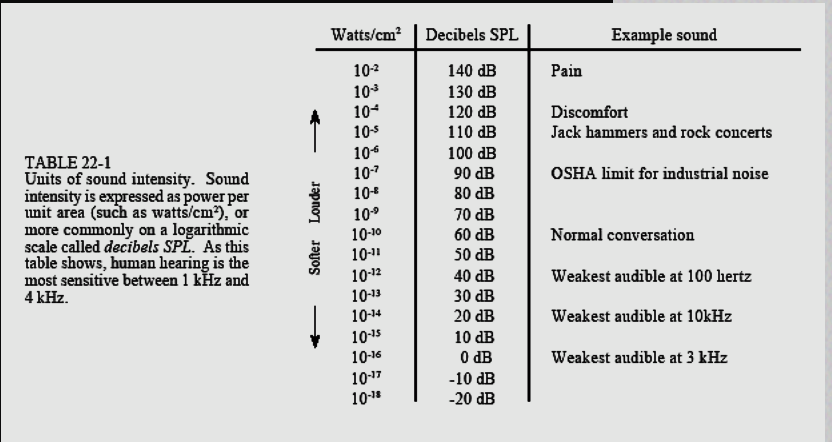 Watts/cm² Decibels SPL Example sound
10⁻² 140 dB Pain
10⁻³ 130 dB
10⁻⁴ 120 dB Discomfort
10⁻⁵ 110 dB Jack hammers and rock concerts
10⁻⁶ 100 dB
10⁻⁷ 90 dB OSHA limit for industrial noise
10⁻⁸ 80 dB
10⁻⁹ 70 dB
10⁻¹⁰ 60 dB Normal conversation
10⁻¹¹ 50 dB
10⁻¹² 40 dB Weakest audible at 100 hertz
10⁻¹³ 30 dB
10⁻¹⁴ 20 dB Weakest audible at 10kHz
10⁻¹⁵ 10 dB
10⁻¹⁶ 0 dB Weakest audible at 3 kHz
10⁻¹⁷ -10 dB
10⁻¹⁸ -20 dB
Louder
Softer
TABLE 22-1
Units of sound intensity. Sound
intensity is expressed as power per
unit area (such as watts/cm²), or
more commonly on a logarithmic
scale called decibels SPL. As this
table shows, human hearing is the
most sensitive between 1 kHz and
4 kHz.